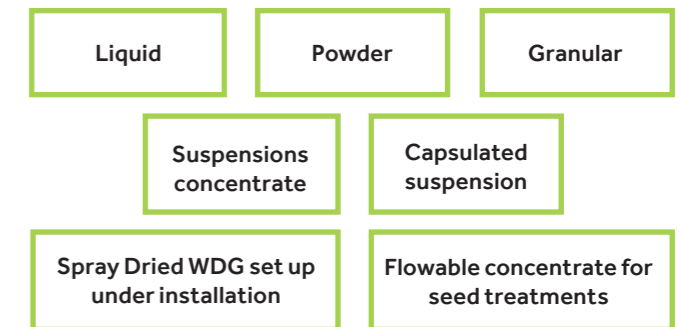 Liquid
Powder
Granular
Suspensions
concentrate
Capsulated
suspension
Spray Dried WDG set up
under installation
Flowable concentrate for
seed treatments